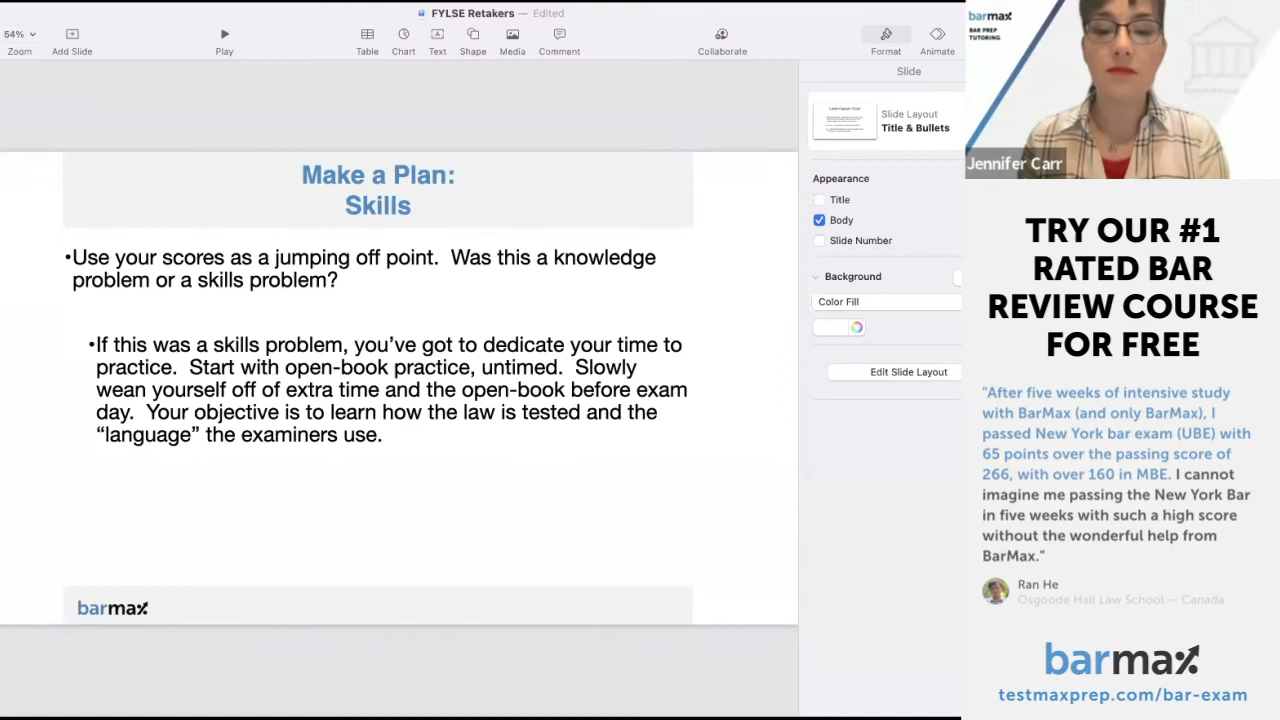 FYLSE Retakers — Edited
54%
Zoom
Add Slide
Play
Table
Chart
Text
Shape
Media
Comment
Collaborate
Format
Animate
Slide
Slide Layout
Title & Bullets
Appearance
Title
Body
Slide Number
Background
Color Fill
Edit Slide Layout
Make a Plan:
Skills
•Use your scores as a jumping off point.  Was this a knowledge
problem or a skills problem?
•If this was a skills problem, you’ve got to dedicate your time to
practice.  Start with open-book practice, untimed.  Slowly
wean yourself off of extra time and the open-book before exam
day.  Your objective is to learn how the law is tested and the
“language” the examiners use.
barmax
barmax
BAR PREP
TUTORING
Jennifer Carr
TRY OUR #1
RATED BAR
REVIEW COURSE
FOR FREE
"After five weeks of intensive study
with BarMax (and only BarMax), I
passed New York bar exam (UBE) with
65 points over the passing score of
266, with over 160 in MBE. I cannot
imagine me passing the New York Bar
in five weeks with such a high score
without the wonderful help from
BarMax."
Ran He
Osgoode Hall Law School — Canada
barmax
testmaxprep.com/bar-exam